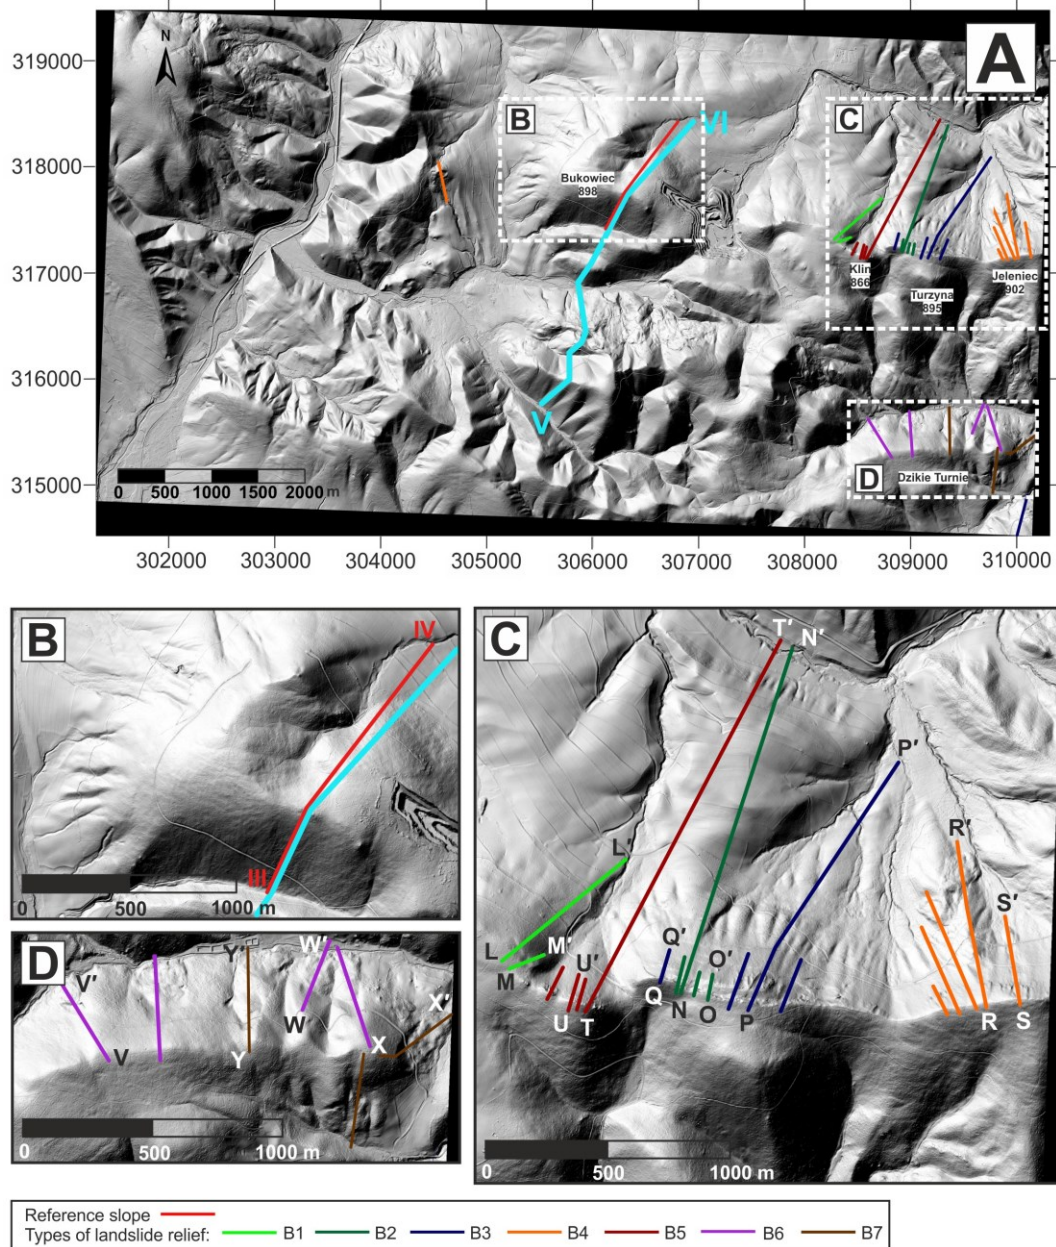 A
319000
318000
317000
316000
315000
N
B
C
VI
Bukowiec
898
Klin
866
Turzyna
895
Jeleniec
902
V
D
Dzikie Turnie
0 500 1000 1500 2000 m
302000 303000 304000 305000 306000 307000 308000 309000 310000
B
IV
III
0 500 1000 m
C
T′ N′
P′
R′
L′
S′
L
M M′
Q′
U′
O′
Q
N
O
P
U T
R S
0 500 1000 m
D
V′
Y′
W′
X′
W
V
Y
X
0 500 1000 m
Reference slope
Types of landslide relief: B1 B2 B3 B4 B5 B6 B7